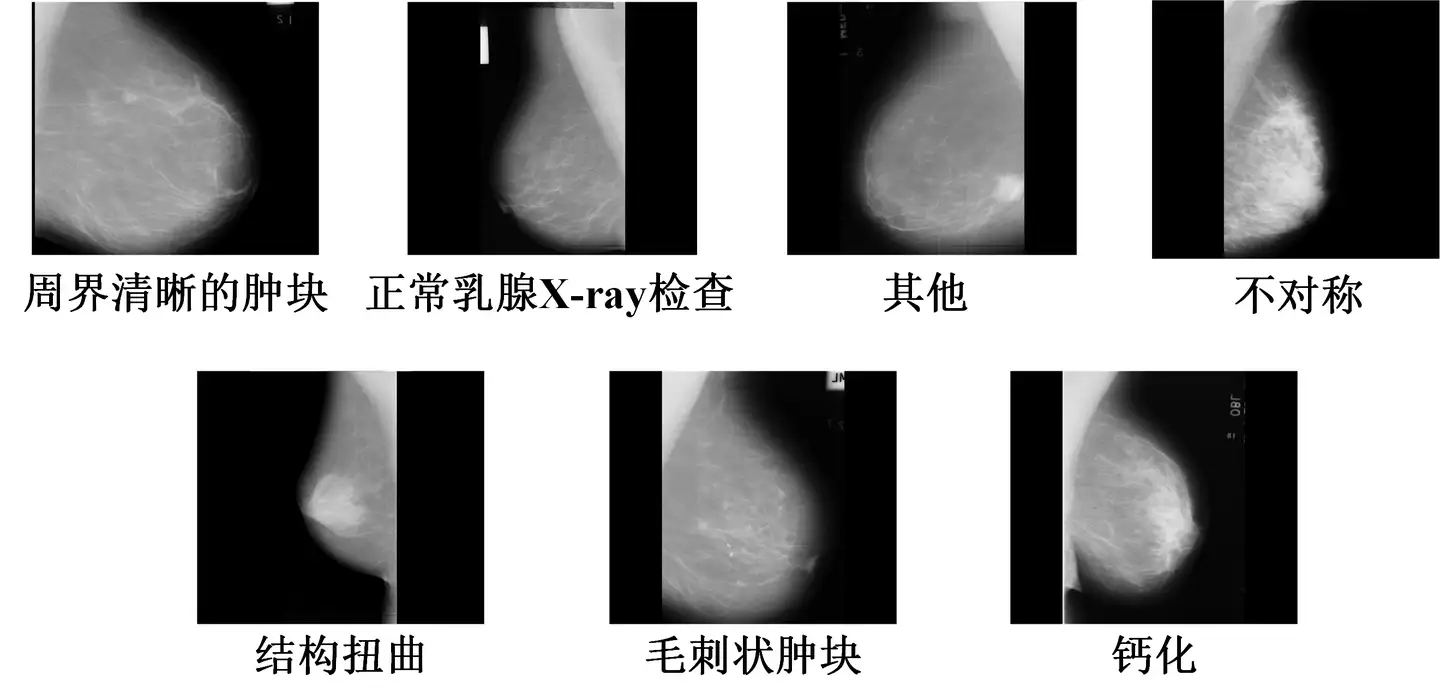 周界清晰的肿块
正常乳腺X-ray检查
其他
不对称
结构扭曲
毛刺状肿块
钙化